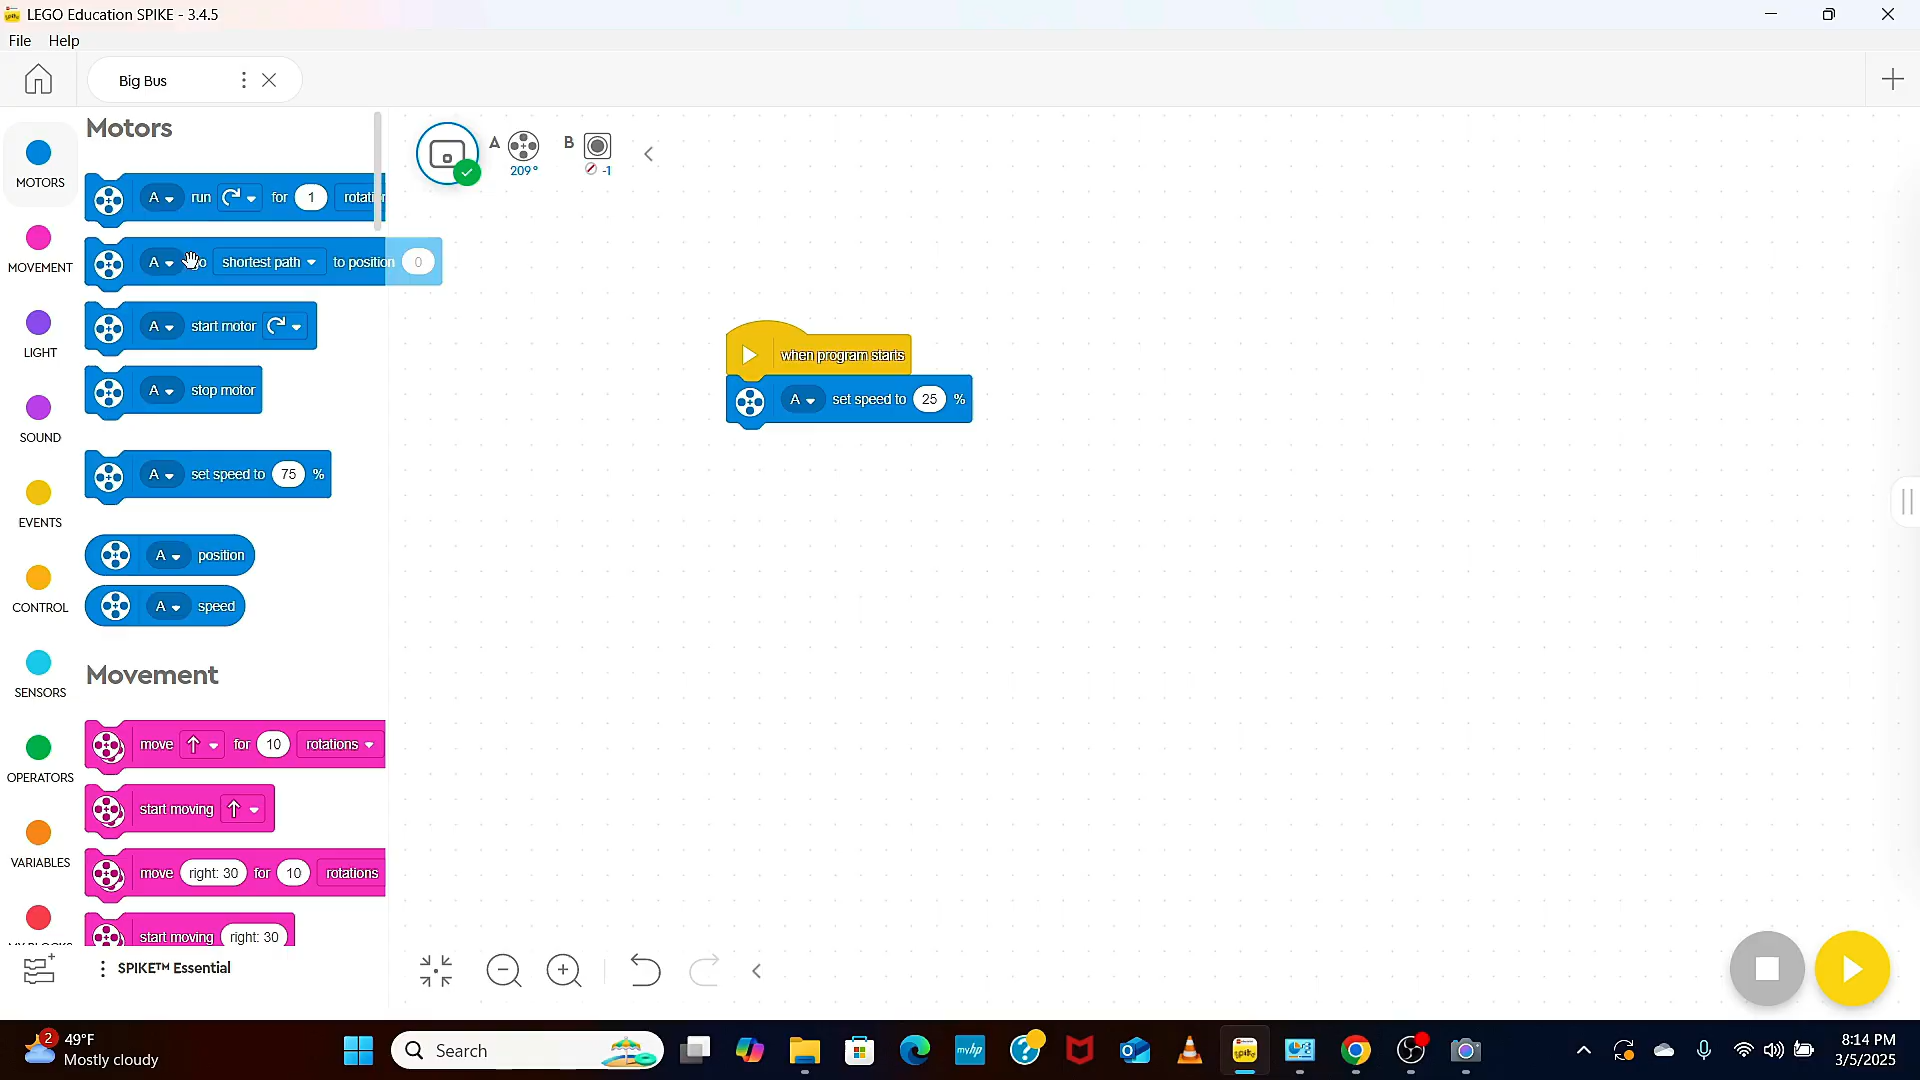 LEGO Education SPIKE - 3.4.5
File Help
Big Bus
Motors
A run for 1
A shortest path to position 0
A start motor
A stop motor
A set speed to 75 %
A position
A speed
Movement
move for 10 rotations
start moving
move right: 30 for 10 rotations
start moving right: 30
MOTORS
MOVEMENT
LIGHT
SOUND
EVENTS
CONTROL
SENSORS
OPERATORS
VARIABLES
SPIKE™ Essential
A 209°
B -1
when program starts
A set speed to 25 %
2
49°F
Mostly cloudy
Search
myhp
spike
8:14 PM
3/5/2025